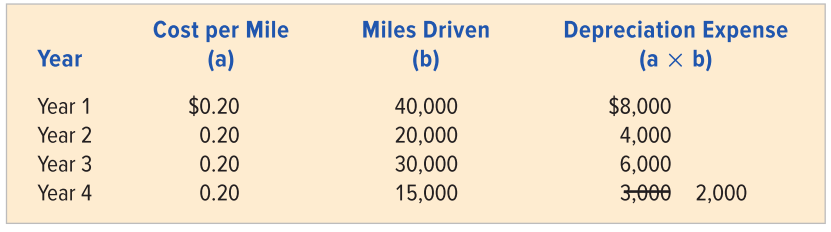 Cost per Mile Miles Driven Depreciation Expense
Year (a) (b) (a × b)
Year 1 $0.20 40,000 $8,000
Year 2 0.20 20,000 4,000
Year 3 0.20 30,000 6,000
Year 4 0.20 15,000 3,000 2,000